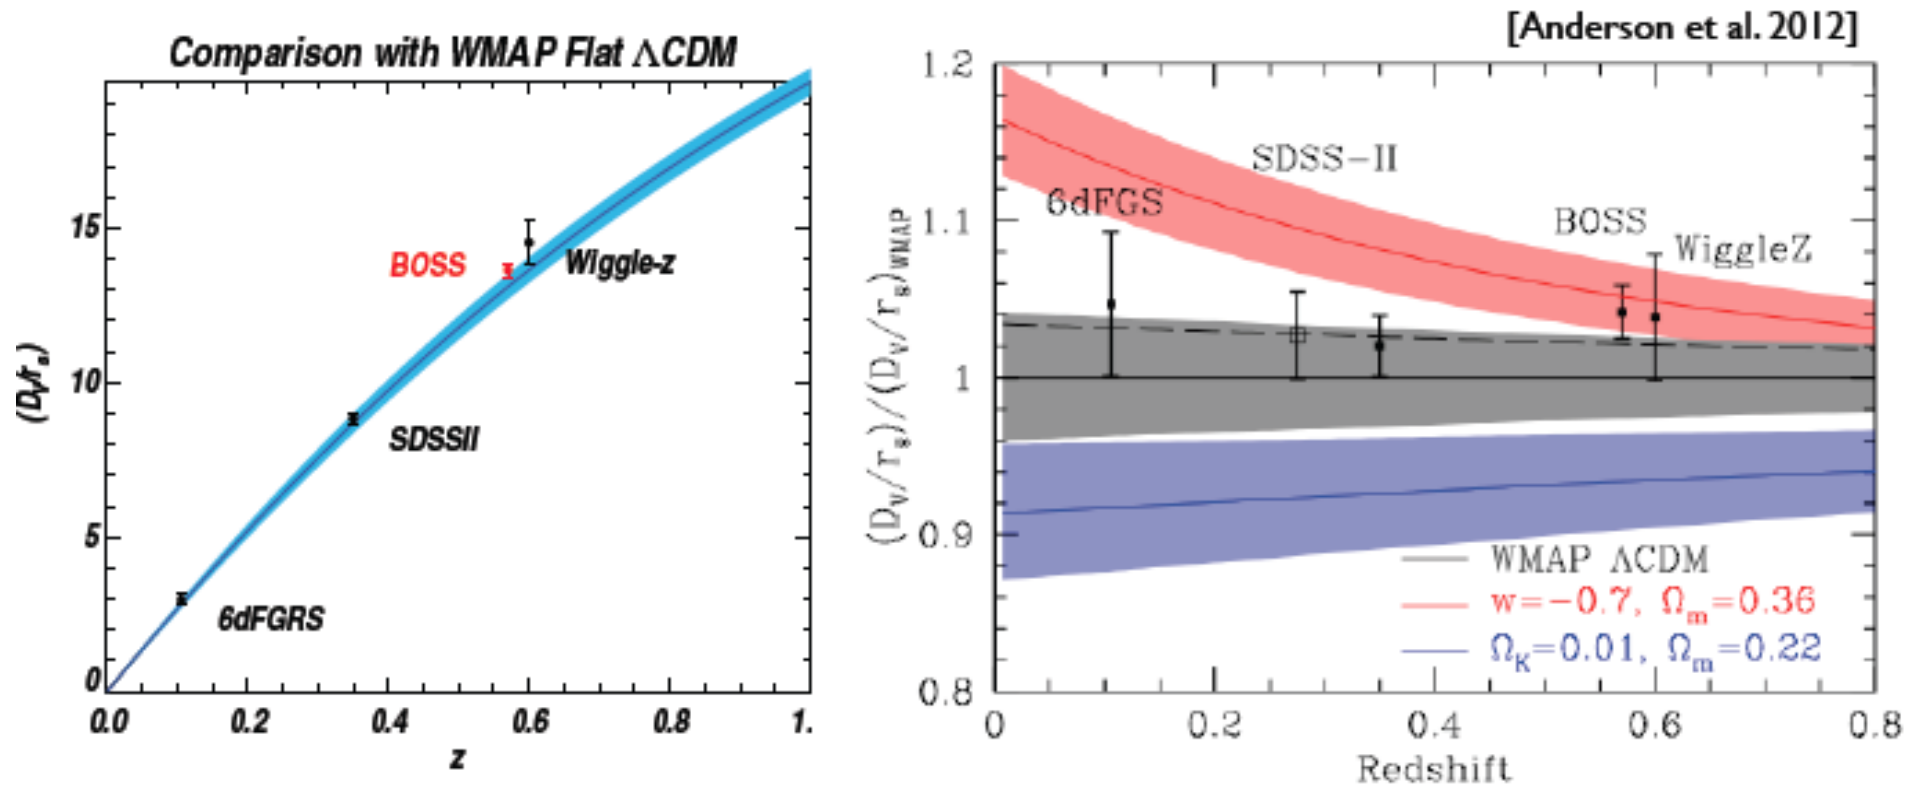 [Anderson et al. 2012]
Comparison with WMAP Flat ΛCDM
(D_V/r_s)
15
10
5
0
BOSS
Wiggle-z
SDSSII
6dFGRS
0.0 0.2 0.4 0.6 0.8 1.
z
(D_V/r_s)/(D_V/r_s)_WMAP
1.2
1.1
1
0.9
0.8
SDSS-II
6dFGS
BOSS
WiggleZ
WMAP ΛCDM
w=-0.7, Ω_m=0.36
Ω_K=0.01, Ω_m=0.22
0 0.2 0.4 0.6 0.8
Redshift